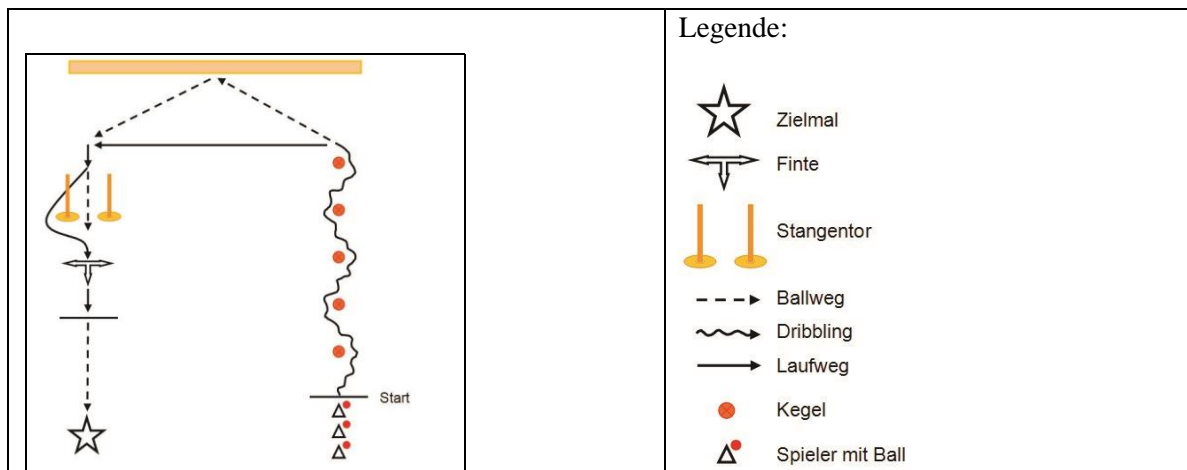 Legende:
Zielmal
Finte
Stangentor
Ballweg
Dribbling
Laufweg
Kegel
Spieler mit Ball
Start